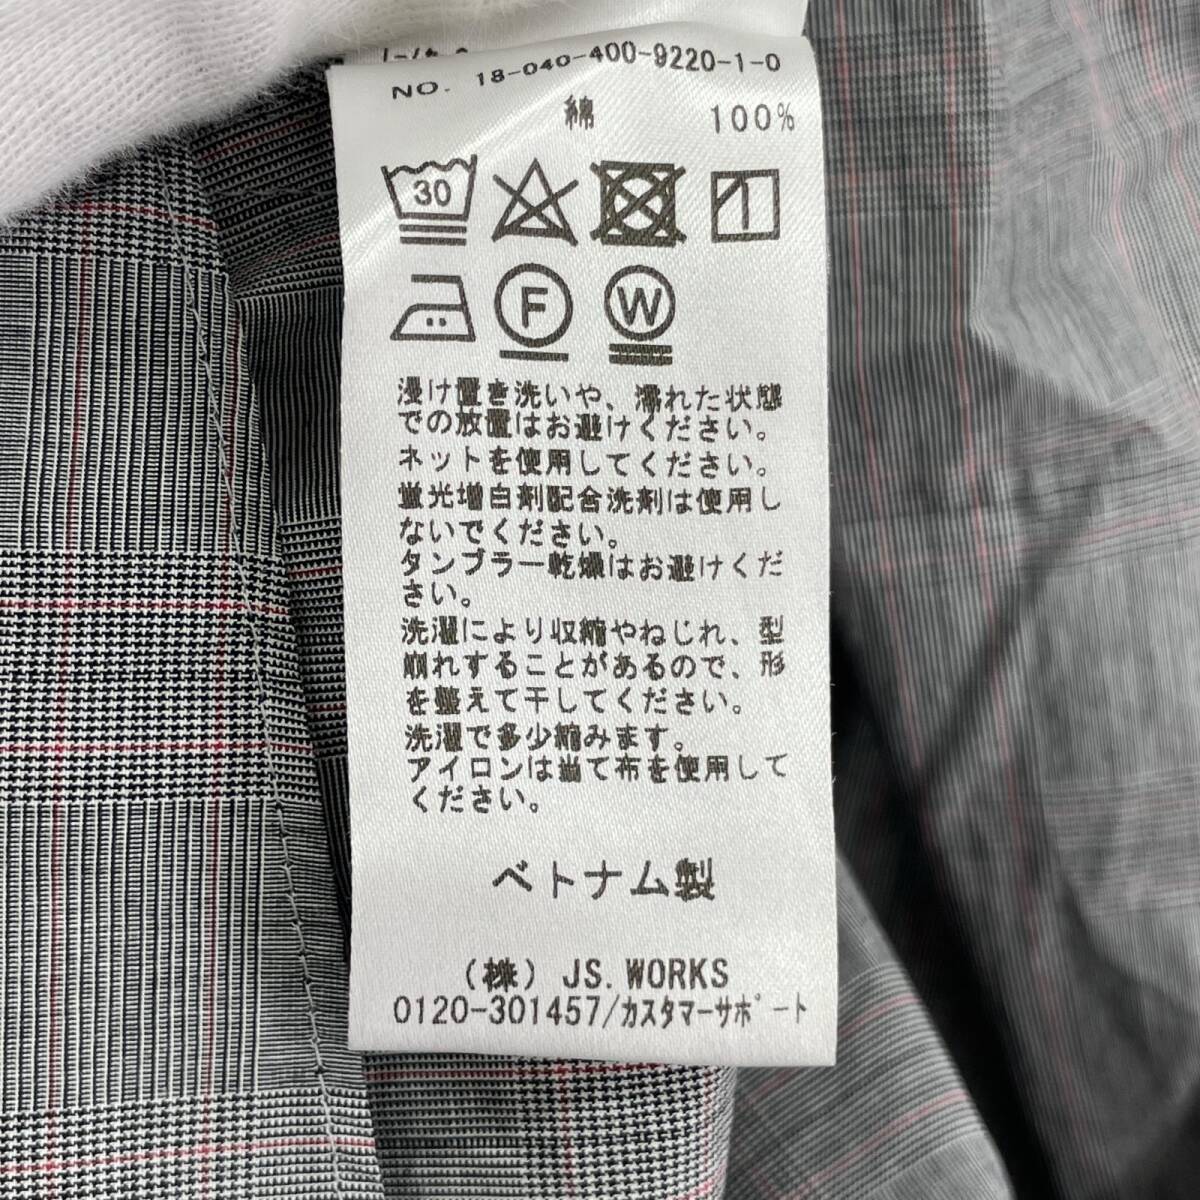 NO. 18-040-400-9220-1-0
綿 100%
30
F W
浸け置き洗いや、濡れた状態
での放置はお避けください。
ネットを使用してください。
蛍光増白剤配合洗剤は使用し
ないでください。
タンブラー乾燥はお避けくだ
さい。
洗濯により収縮やねじれ、型
崩れすることがあるので、形
を整えて干してください。
洗濯で多少縮みます。
アイロンは当て布を使用して
ください。
ベトナム製
(株) JS.WORKS
0120-301457/カスタマーサポート